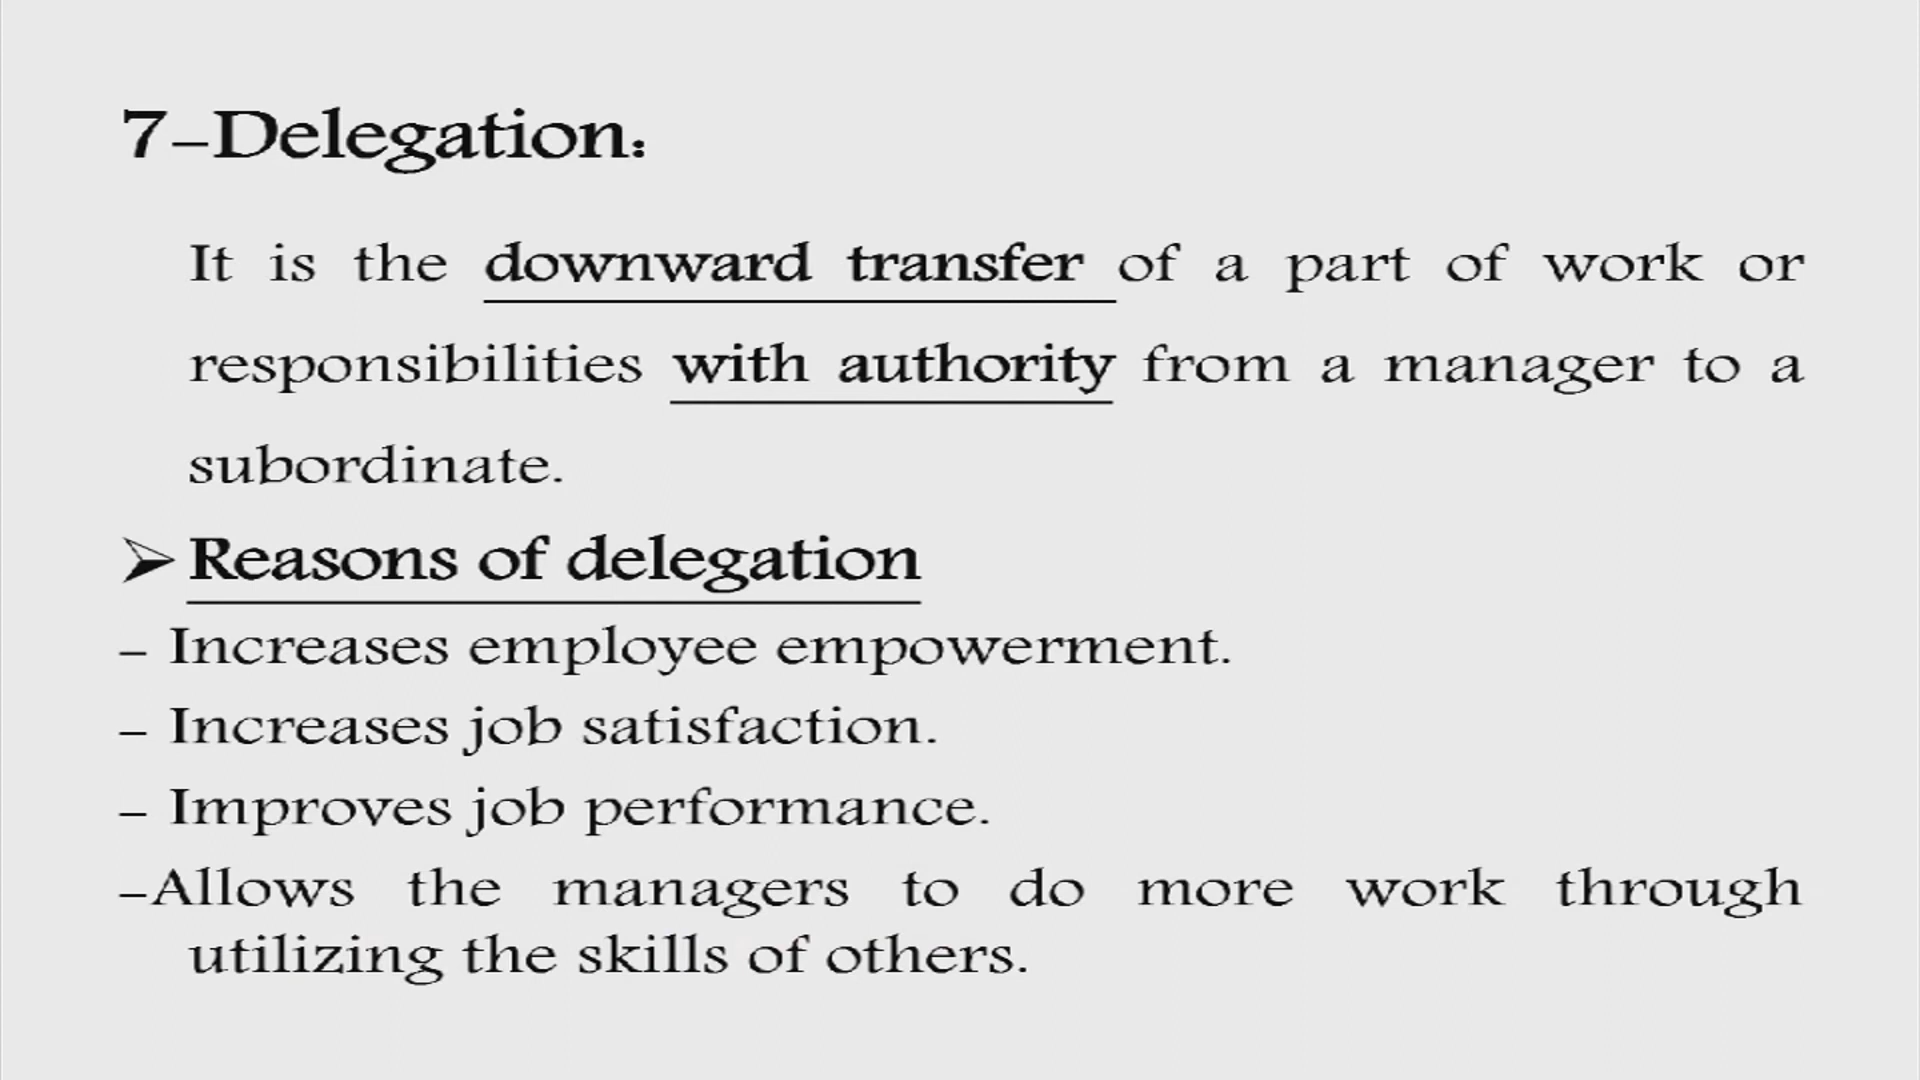 7-Delegation:
It is the downward transfer of a part of work or
responsibilities with authority from a manager to a
subordinate.
➢ Reasons of delegation
- Increases employee empowerment.
- Increases job satisfaction.
- Improves job performance.
-Allows the managers to do more work through
utilizing the skills of others.